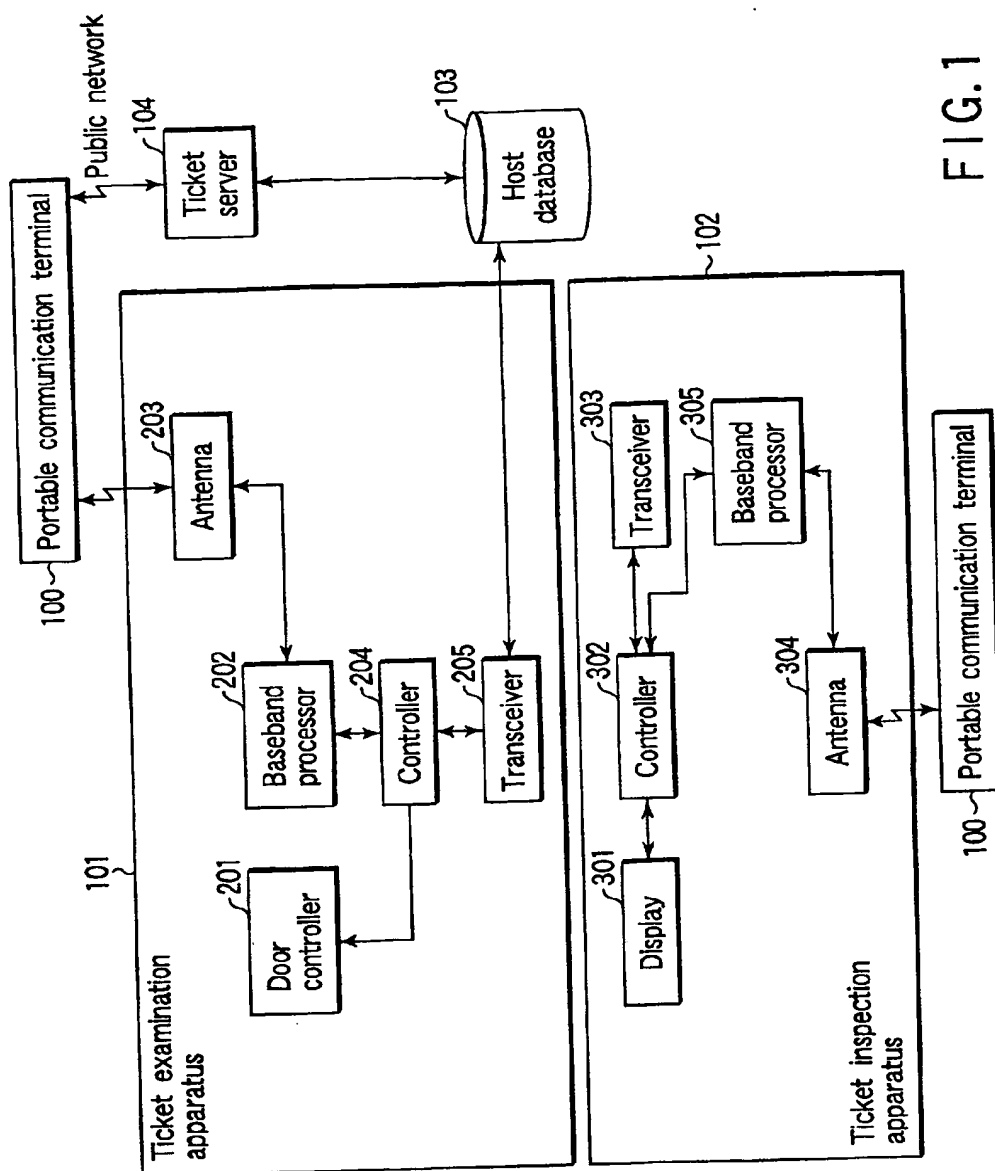 100
Portable communication terminal
Public network
104
Ticket
server
103
Host
database
101
Ticket examination
apparatus
203
Antenna
202
Baseband
processor
204
Controller
205
Transceiver
201
Door
controller
102
Ticket inspection
apparatus
303
Transceiver
305
Baseband
processor
302
Controller
301
Display
304
Antenna
100
Portable communication terminal
FIG. 1